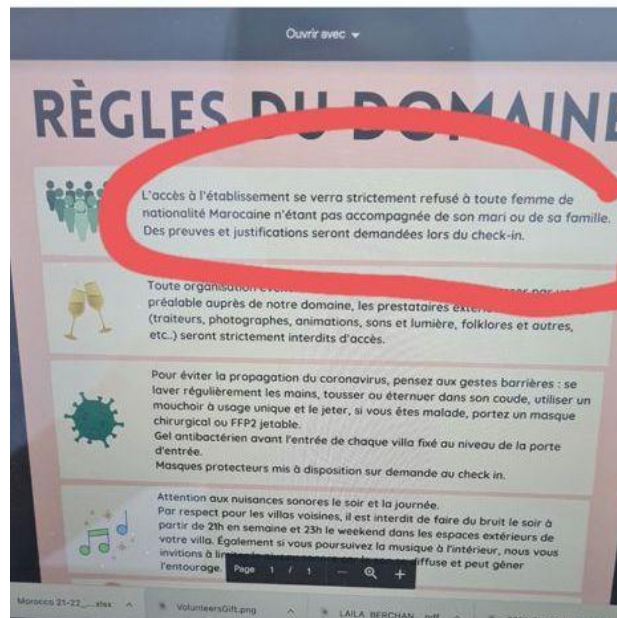 Ouvrir avec
RÈGLES DU DOMAINE
L'accès à l'établissement se verra strictement refusé à toute femme de
nationalité Marocaine n'étant pas accompagnée de son mari ou de sa famille.
Des preuves et justifications seront demandées lors du check-in.
Toute organisation
préalable auprès de notre domaine, les prestataires
(traiteurs, photographes, animations, sons et lumière, folklores et autres,
etc..) seront strictement interdits d'accès.
Pour éviter la propagation du coronavirus, pensez aux gestes barrières : se
laver régulièrement les mains, tousser ou éternuer dans son coude, utiliser un
mouchoir à usage unique et le jeter, si vous êtes malade, portez un masque
chirurgical ou FFP2 jetable.
Gel antibactérien avant l'entrée de chaque villa fixé au niveau de la porte
d'entrée.
Masques protecteurs mis à disposition sur demande au check in.
Attention aux nuisances sonores le soir et la journée.
Par respect pour les villas voisines, il est interdit de faire du bruit le soir à
partir de 21h en semaine et 23h le weekend dans les espaces extérieurs de
votre villa. Également si vous poursuivez la musique à l'intérieur, nous vous
invitions à diffuse et peut gêner
l'entourage.
Page 1 / 1
Morocco 21-22_....xlsx
VolunteersGift.png
LAILA BERCHAN